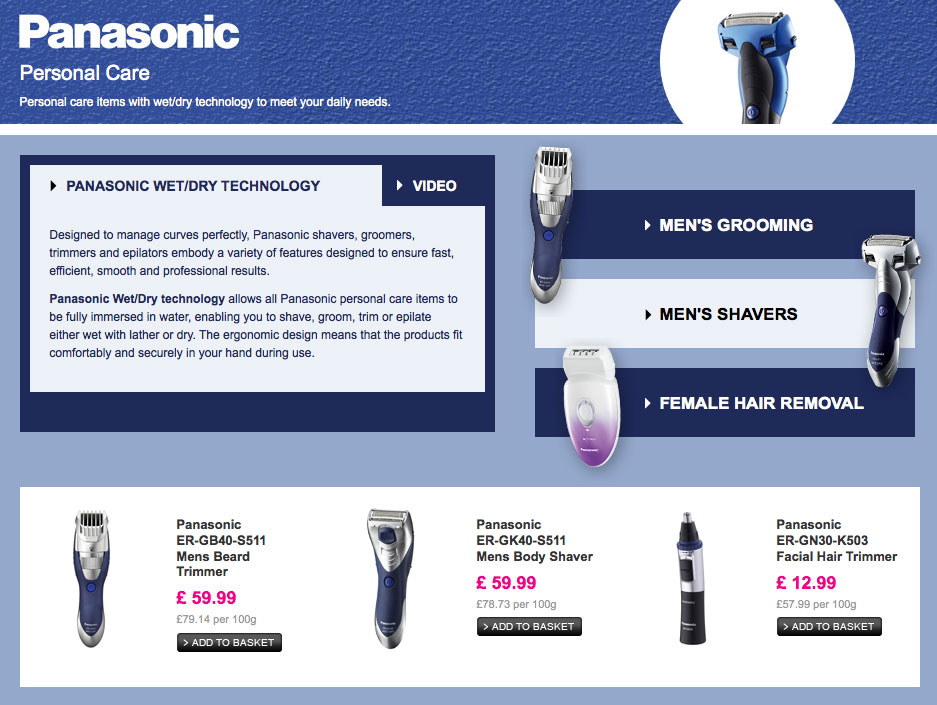 Panasonic
Personal Care
Personal care items with wet/dry technology to meet your daily needs.
PANASONIC WET/DRY TECHNOLOGY
VIDEO
Designed to manage curves perfectly, Panasonic shavers, groomers,
trimmers and epilators embody a variety of features designed to ensure fast,
efficient, smooth and professional results.
Panasonic Wet/Dry technology allows all Panasonic personal care items to
be fully immersed in water, enabling you to shave, groom, trim or epilate
either wet with lather or dry. The ergonomic design means that the products fit
comfortably and securely in your hand during use.
MEN'S GROOMING
MEN'S SHAVERS
FEMALE HAIR REMOVAL
Panasonic
Panasonic
Panasonic
Panasonic
ER-GB40-S511
Mens Beard
Trimmer
£ 59.99
£79.14 per 100g
> ADD TO BASKET
Panasonic
ER-GK40-S511
Mens Body Shaver
£ 59.99
£78.73 per 100g
> ADD TO BASKET
Panasonic
ER-GN30-K503
Facial Hair Trimmer
£ 12.99
£57.99 per 100g
> ADD TO BASKET